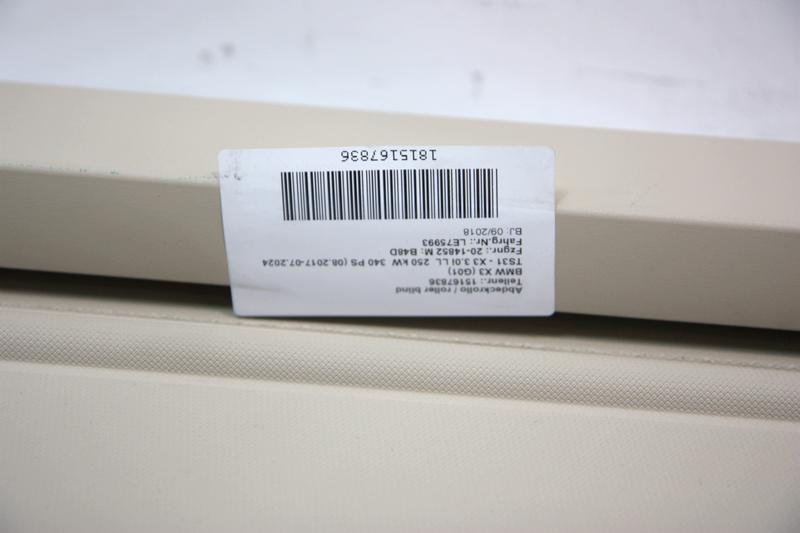 Abdeckrollo / roller blind
Teilenr.: 15167836
BMW X3 (G01)
TS31 - X3 3.0i LL 250 kW 340 PS (08.2017-07.2024
Fzgnr.: 20-14852 M: B48D
Fahrg.Nr.: LE75993
BJ: 09/2018
1815167836